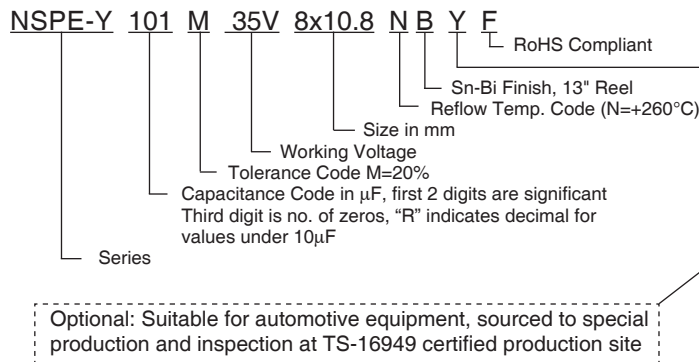 NSPE-Y 101 M 35V 8x10.8 N B Y F
RoHS Compliant
Sn-Bi Finish, 13" Reel
Reflow Temp. Code (N=+260°C)
Size in mm
Working Voltage
Tolerance Code M=20%
Capacitance Code in μF, first 2 digits are significant
Third digit is no. of zeros, “R” indicates decimal for
values under 10μF
Series
Optional: Suitable for automotive equipment, sourced to special
production and inspection at TS-16949 certified production site